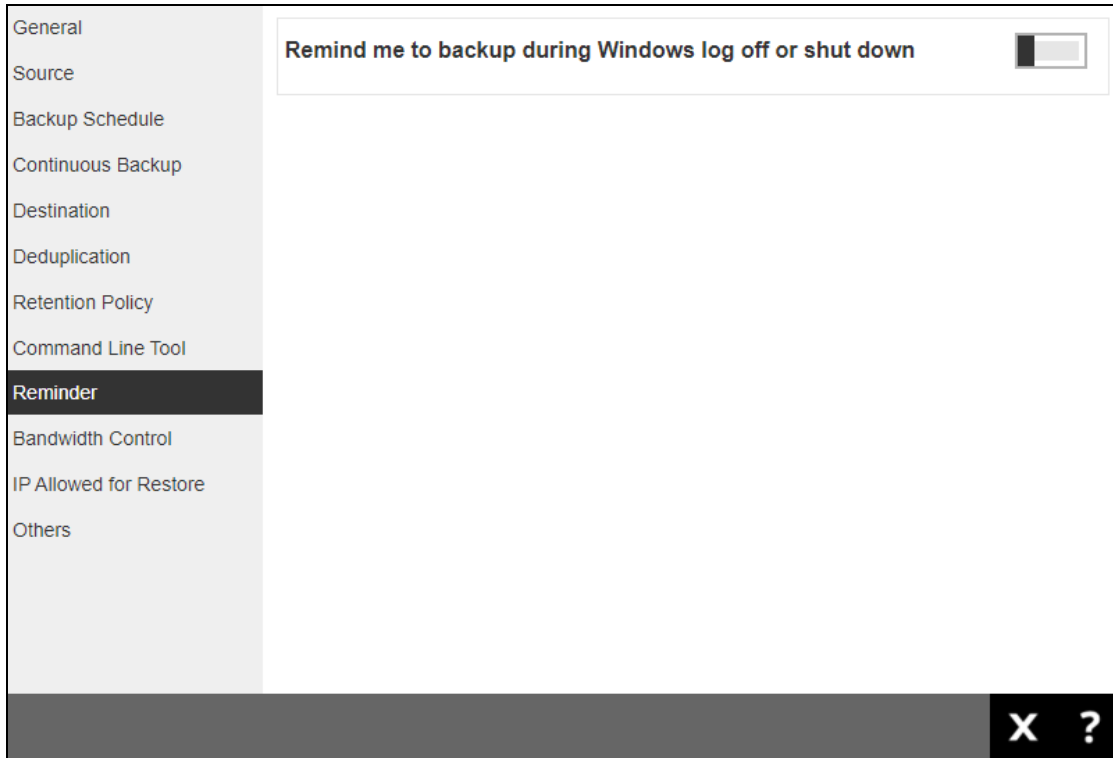 General
Source
Backup Schedule
Continuous Backup
Destination
Deduplication
Retention Policy
Command Line Tool
Reminder
Bandwidth Control
IP Allowed for Restore
Others
Remind me to backup during Windows log off or shut down
X ?